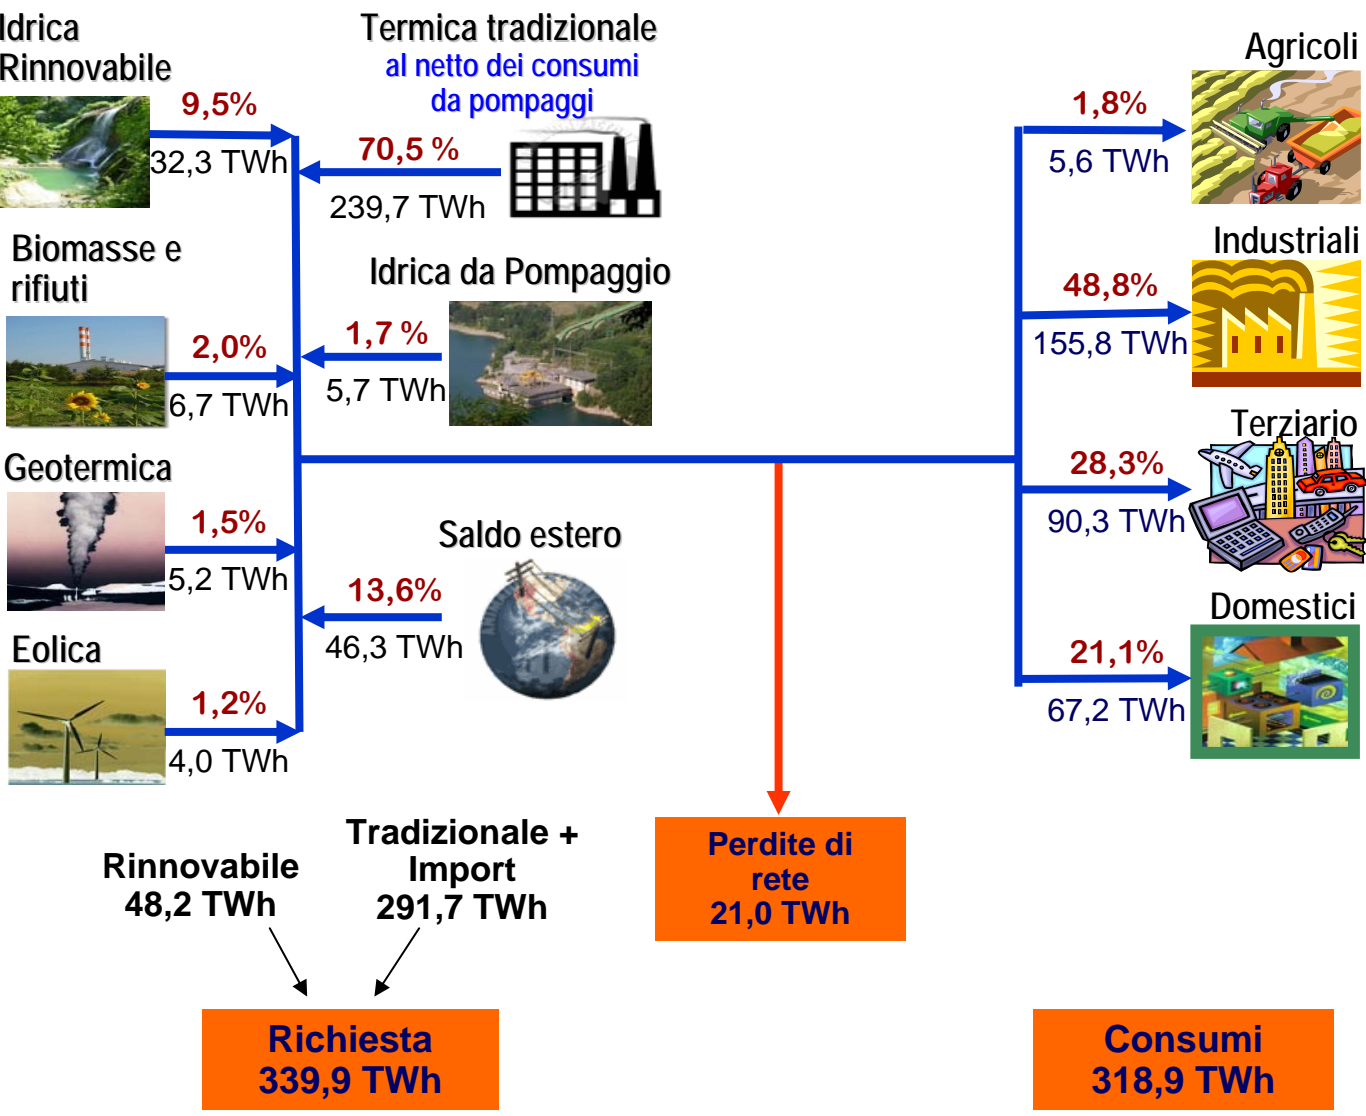 Idrica
Rinnovabile
9,5%
32,3 TWh
Termica tradizionale
al netto dei consumi
da pompaggi
70,5 %
239,7 TWh
Biomasse e
rifiuti
2,0%
6,7 TWh
Idrica da Pompaggio
1,7 %
5,7 TWh
Geotermica
1,5%
5,2 TWh
Saldo estero
13,6%
46,3 TWh
Eolica
1,2%
4,0 TWh
Agricoli
1,8%
5,6 TWh
Industriali
48,8%
155,8 TWh
Terziario
28,3%
90,3 TWh
Domestici
21,1%
67,2 TWh
Rinnovabile
48,2 TWh
Tradizionale +
Import
291,7 TWh
Perdite di
rete
21,0 TWh
Richiesta
339,9 TWh
Consumi
318,9 TWh